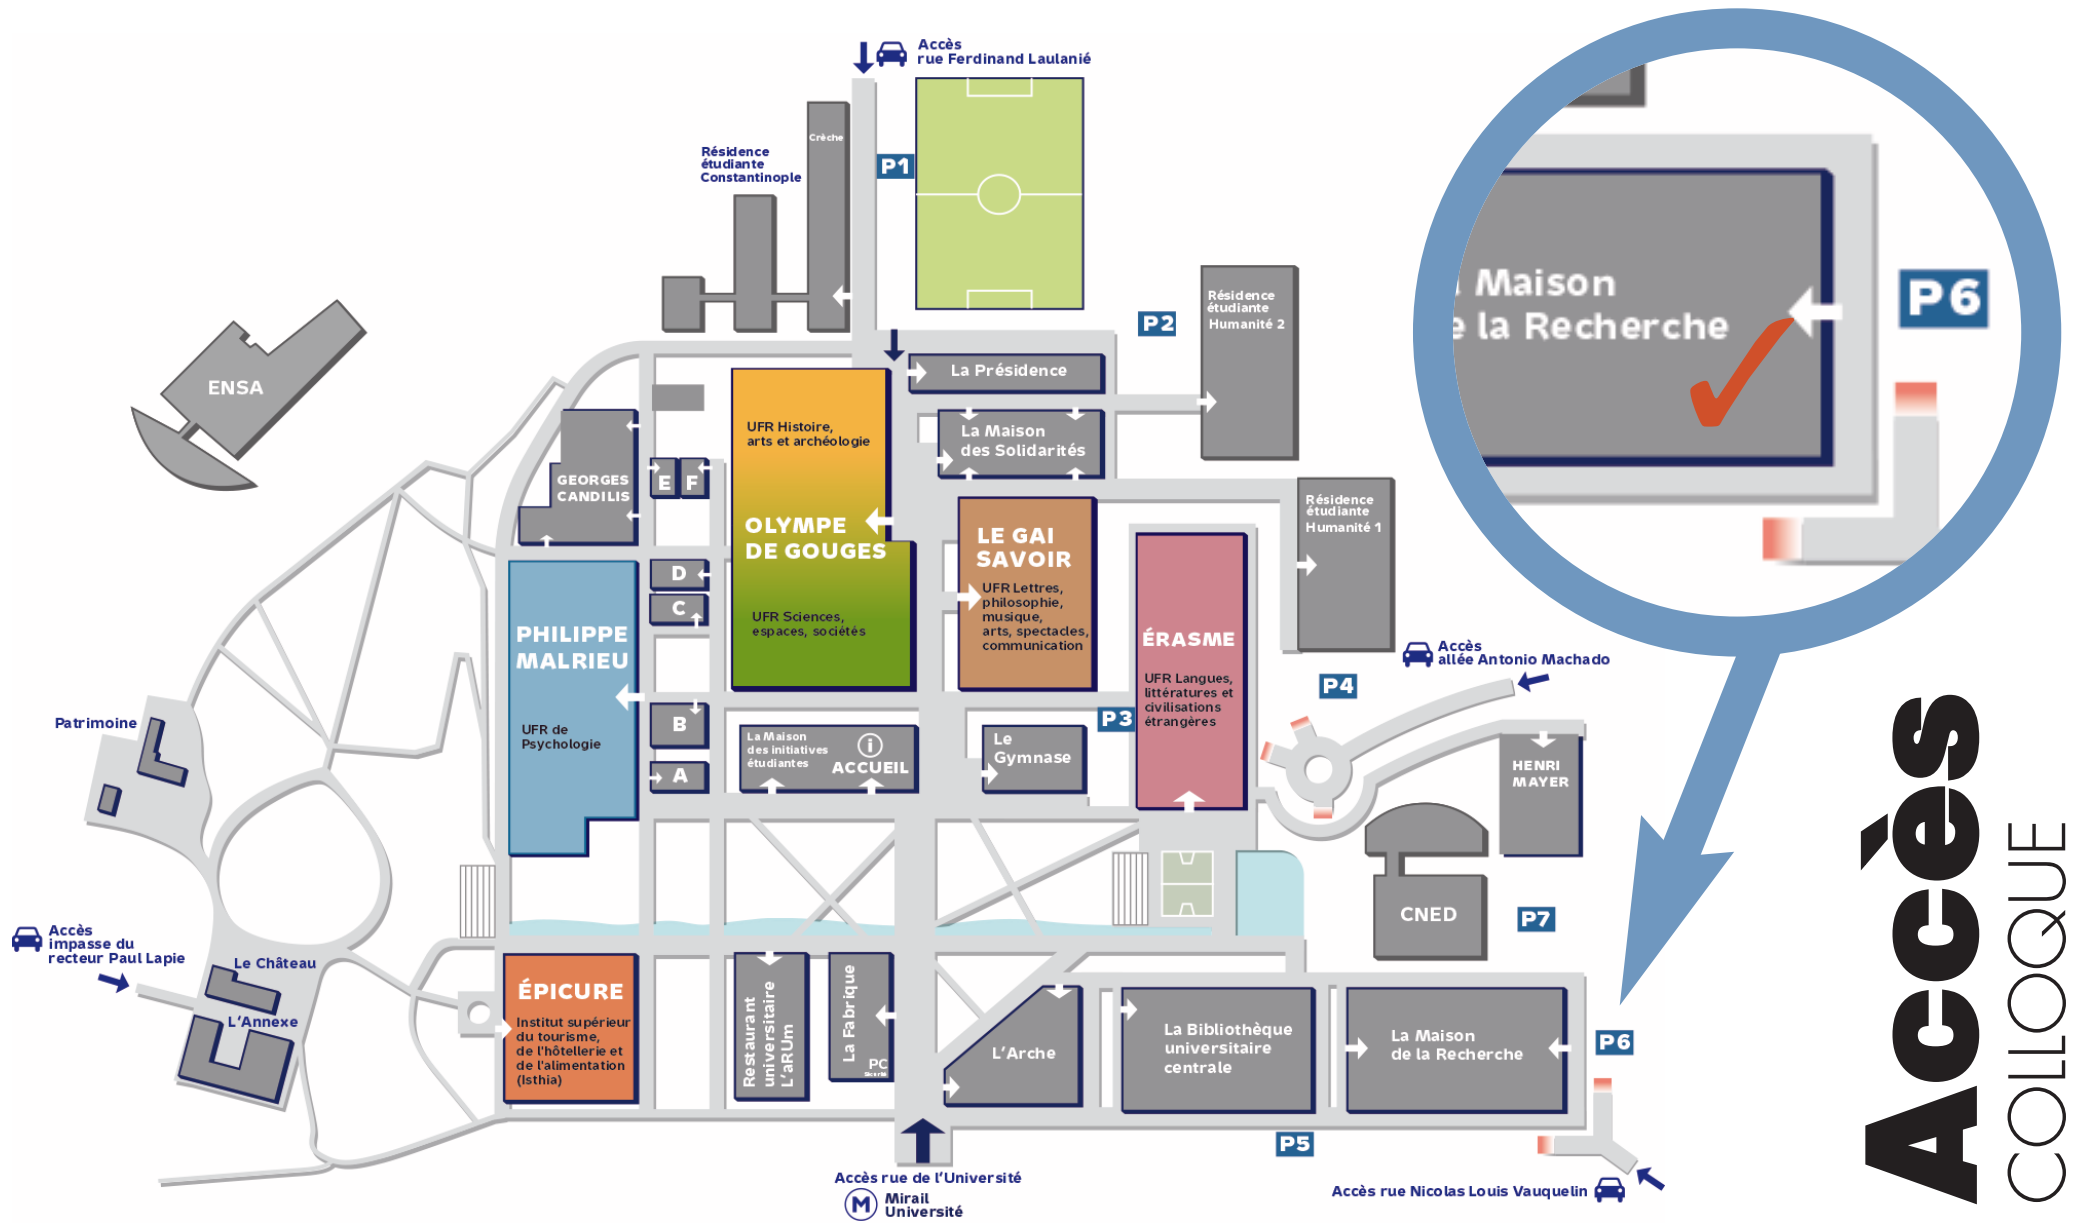 Accès
rue Ferdinand Laulanié
Crèche
Résidence
étudiante
Constantinople
P1
P2
Résidence
étudiante
Humanité 2
ENSA
La Présidence
La Maison
des Solidarités
UFR Histoire,
arts et archéologie
OLYMPE
DE GOUGES
UFR Sciences,
espaces, sociétés
GEORGES
CANDILIS
E
F
D
C
B
A
LE GAI
SAVOIR
UFR Lettres,
philosophie,
musique,
arts, spectacles,
communication
Résidence
étudiante
Humanité 1
ÉRASME
UFR Langues,
littératures et
civilisations
étrangères
PHILIPPE
MALRIEU
UFR de
Psychologie
Accès
allée Antonio Machado
P4
P3
Patrimoine
La Maison
des initiatives
étudiantes
i
ACCUEIL
Le
Gymnase
HENRI
MAYER
CNED
P7
Accès
impasse du
recteur Paul Lapie
Le Château
L'Annexe
ÉPICURE
Institut supérieur
du tourisme,
de l'hôtellerie et
de l'alimentation
(Isthia)
Restaurant
universitaire
L'aRUm
La Fabrique
PC
Sécurité
L'Arche
La Bibliothèque
universitaire
centrale
La Maison
de la Recherche
P6
P5
Accès rue de l'Université
M
Mirail
Université
Accès rue Nicolas Louis Vauquelin
Maison
e la Recherche
P6
Accès
COLLOQUE